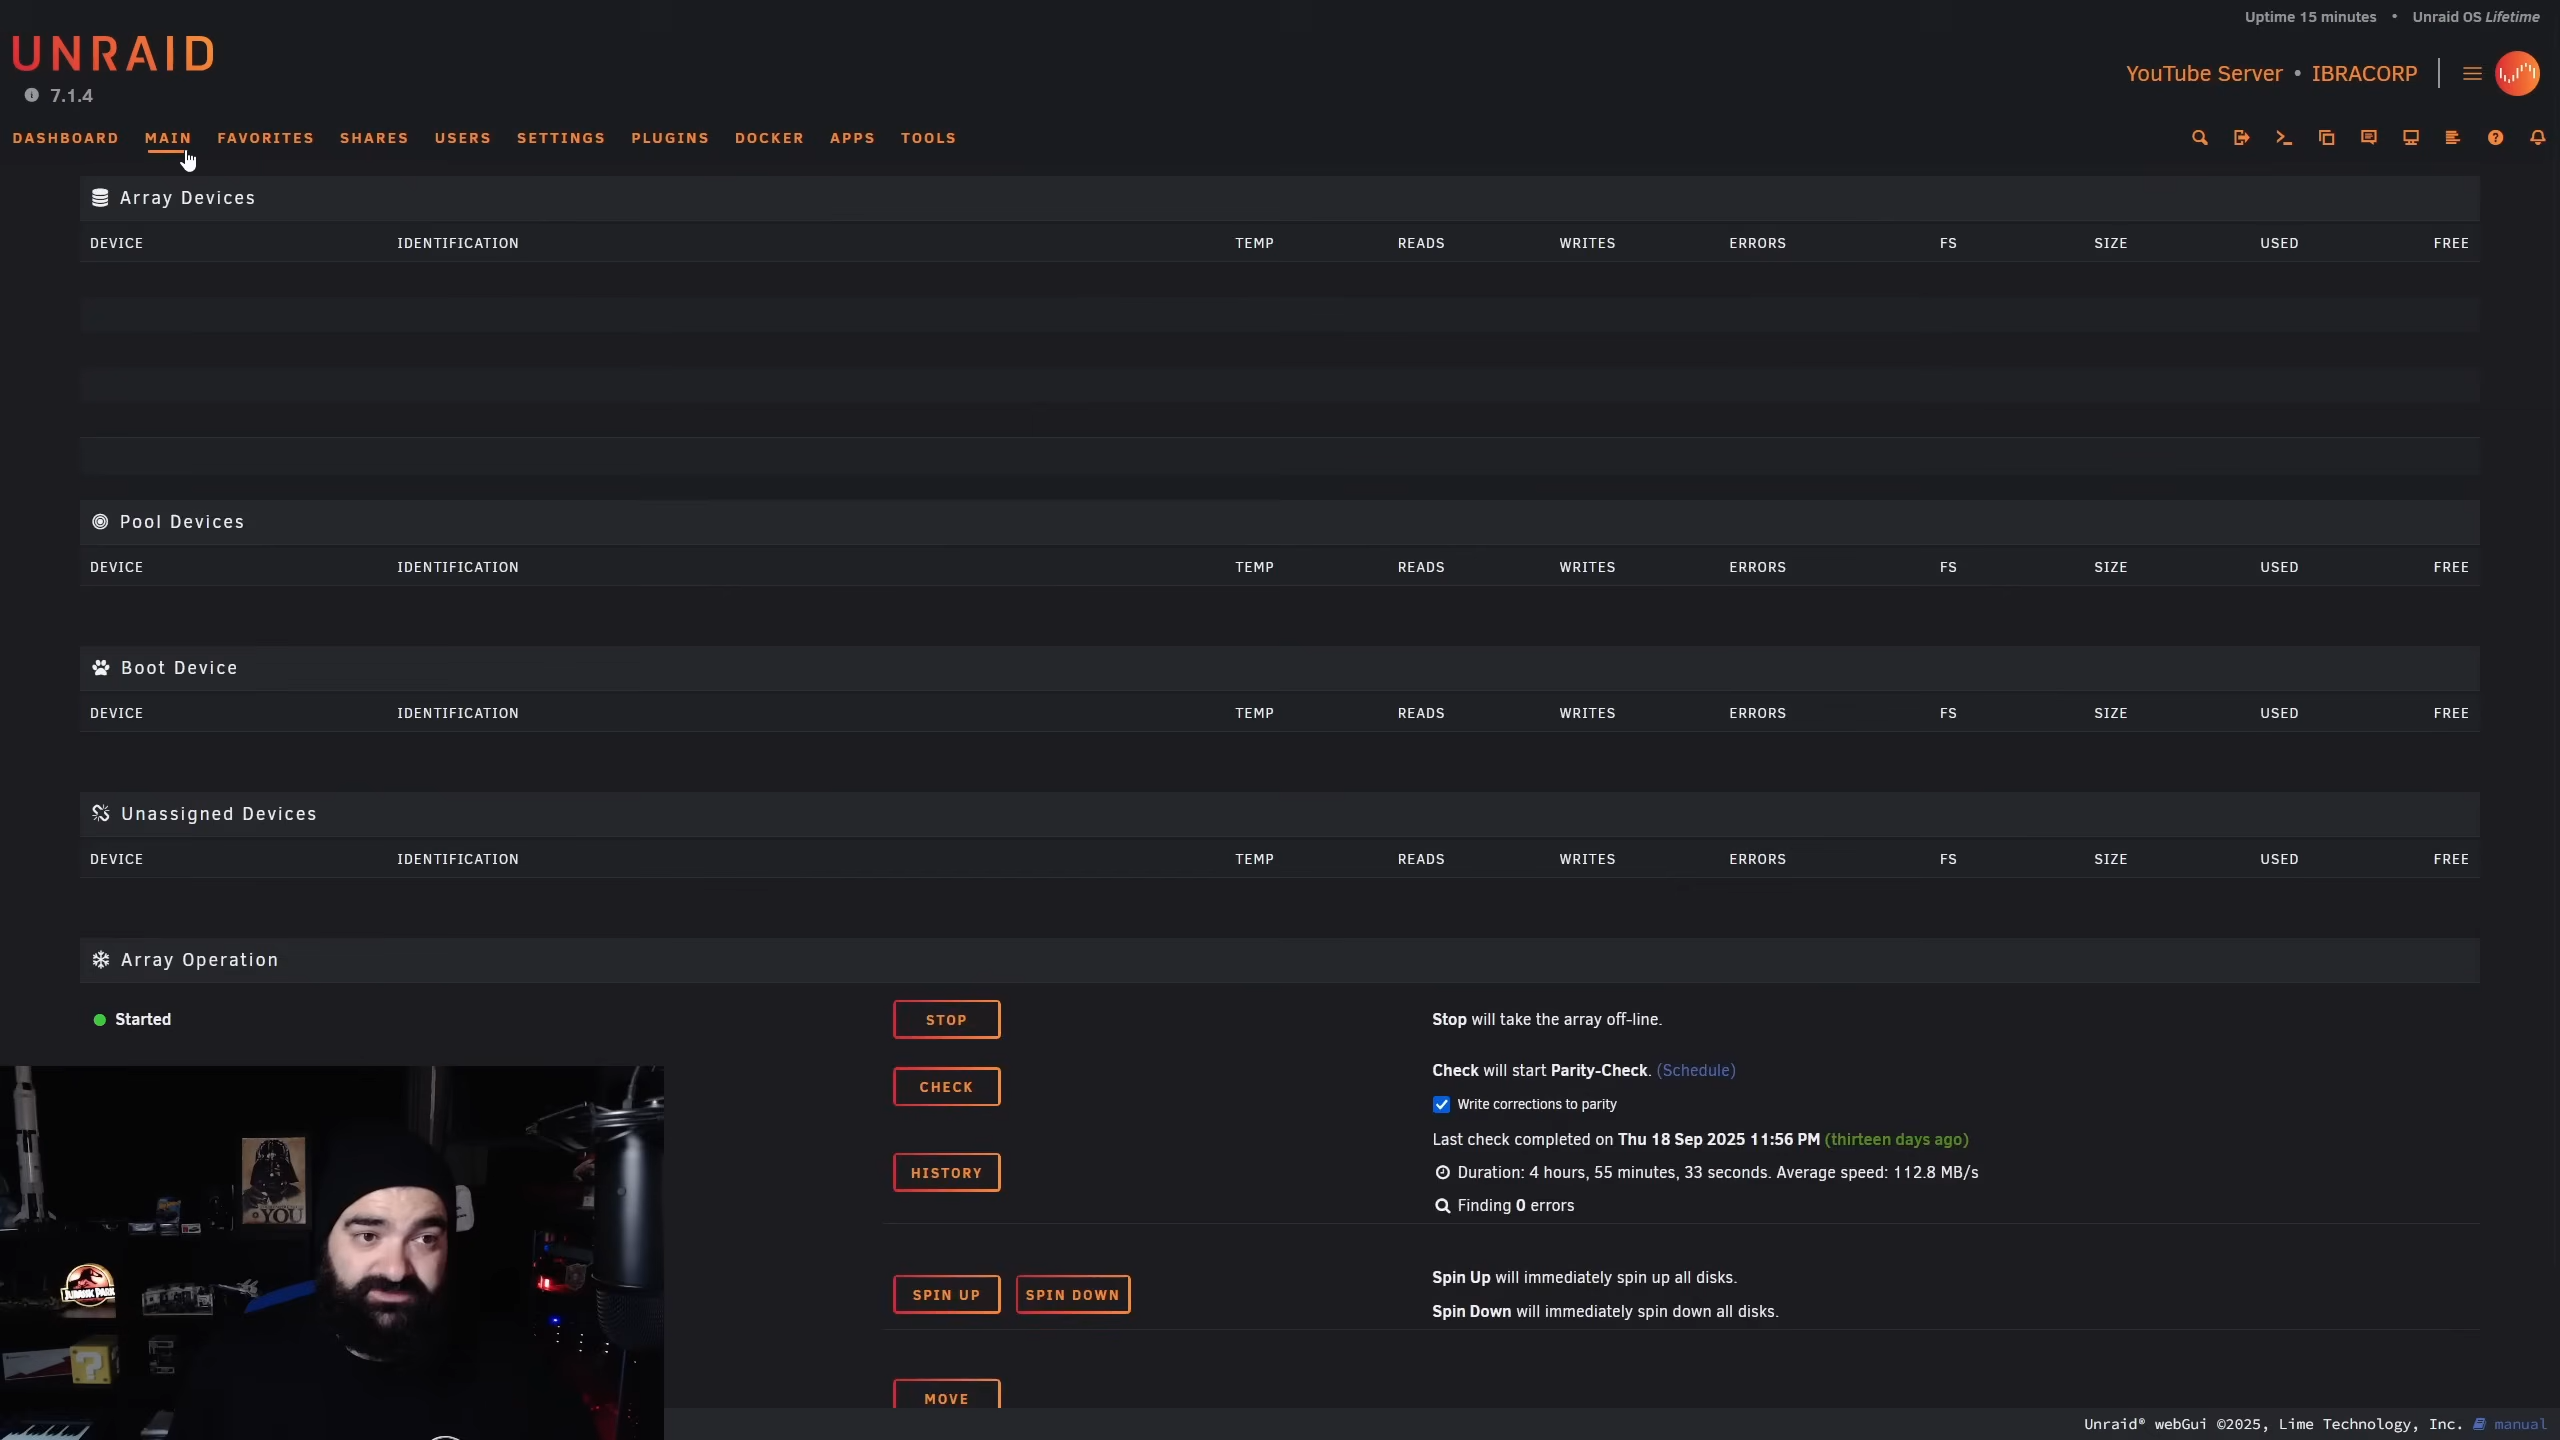 Uptime 15 minutes • Unraid OS Lifetime
UNRAID
7.1.4
YouTube Server • IBRACORP
DASHBOARD MAIN FAVORITES SHARES USERS SETTINGS PLUGINS DOCKER APPS TOOLS
Array Devices
DEVICE IDENTIFICATION TEMP READS WRITES ERRORS FS SIZE USED FREE
Pool Devices
DEVICE IDENTIFICATION TEMP READS WRITES ERRORS FS SIZE USED FREE
Boot Device
DEVICE IDENTIFICATION TEMP READS WRITES ERRORS FS SIZE USED FREE
Unassigned Devices
DEVICE IDENTIFICATION TEMP READS WRITES ERRORS FS SIZE USED FREE
Array Operation
Started STOP Stop will take the array off-line.
CHECK Check will start Parity-Check. (Schedule)
Write corrections to parity
Last check completed on Thu 18 Sep 2025 11:56 PM (thirteen days ago)
HISTORY Duration: 4 hours, 55 minutes, 33 seconds. Average speed: 112.8 MB/s
Finding 0 errors
SPIN UP SPIN DOWN Spin Up will immediately spin up all disks.
Spin Down will immediately spin down all disks.
MOVE
YOU
JURASSIC PARK
?
Unraid® webGui ©2025, Lime Technology, Inc. manual